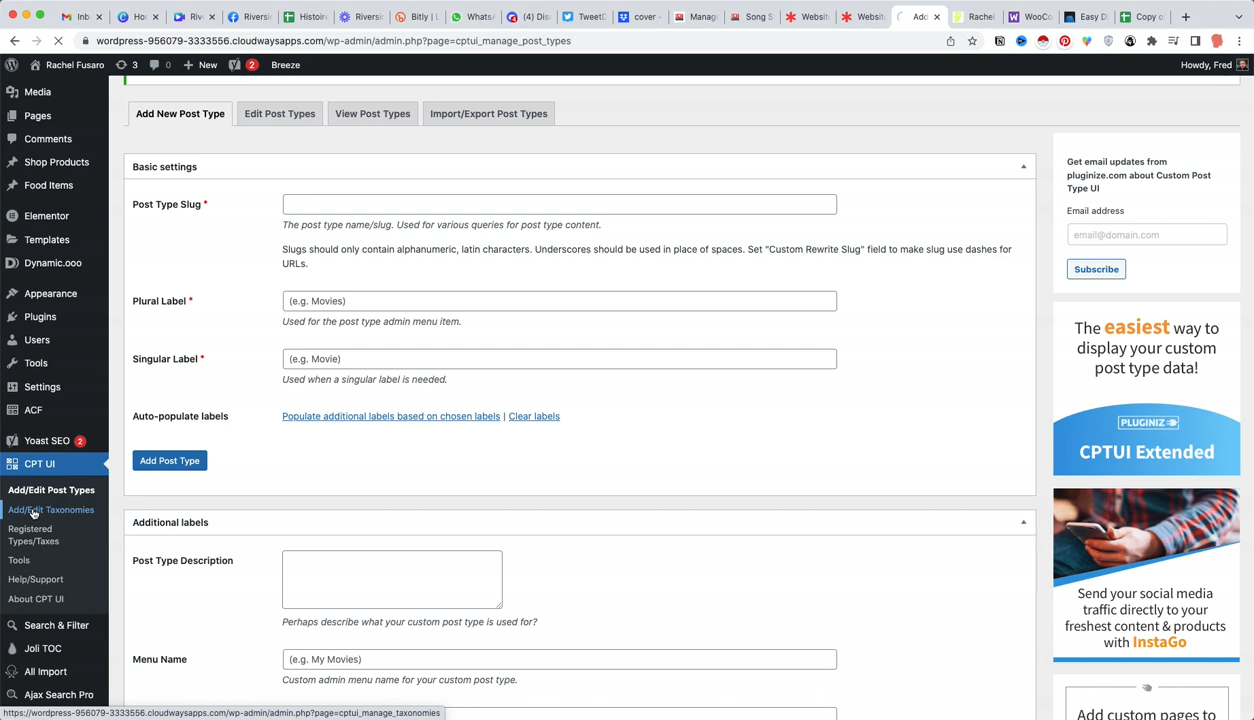 Inb
Ho
Rive
Riversid
Histoire
Riversi
Bitly | L
WhatsA
(4) Disc
TweetD
cover -
Manag
Song S
Website
Website
Add
Rachel
WooCo
Easy D
Copy of
wordpress-956079-3333556.cloudwaysapps.com/wp-admin/admin.php?page=cptui_manage_post_types
Rachel Fusaro 3 0 New 2 Breeze Howdy, Fred
Media
Pages
Comments
Shop Products
Food Items
Elementor
Templates
Dynamic.ooo
Appearance
Plugins
Users
Tools
Settings
ACF
Yoast SEO 2
CPT UI
Add/Edit Post Types
Add/Edit Taxonomies
Registered
Types/Taxes
Tools
Help/Support
About CPT UI
Search & Filter
Joli TOC
All Import
Ajax Search Pro
Add New Post Type Edit Post Types View Post Types Import/Export Post Types
Basic settings
Post Type Slug *
The post type name/slug. Used for various queries for post type content.
Slugs should only contain alphanumeric, latin characters. Underscores should be used in place of spaces. Set "Custom Rewrite Slug" field to make slug use dashes for
URLs.
Plural Label *
(e.g. Movies)
Used for the post type admin menu item.
Singular Label *
(e.g. Movie)
Used when a singular label is needed.
Auto-populate labels
Populate additional labels based on chosen labels | Clear labels
Add Post Type
Additional labels
Post Type Description
Perhaps describe what your custom post type is used for?
Menu Name
(e.g. My Movies)
Custom admin menu name for your custom post type.
Get email updates from
pluginize.com about Custom Post
Type UI
Email address
email@domain.com
Subscribe
The easiest way to
display your custom
post type data!
PLUGINIZ
CPTUI Extended
Send your social media
traffic directly to your
freshest content & products
with InstaGo
Add custom pages to
https://wordpress-956079-3333556.cloudwaysapps.com/wp-admin/admin.php?page=cptui_manage_taxonomies